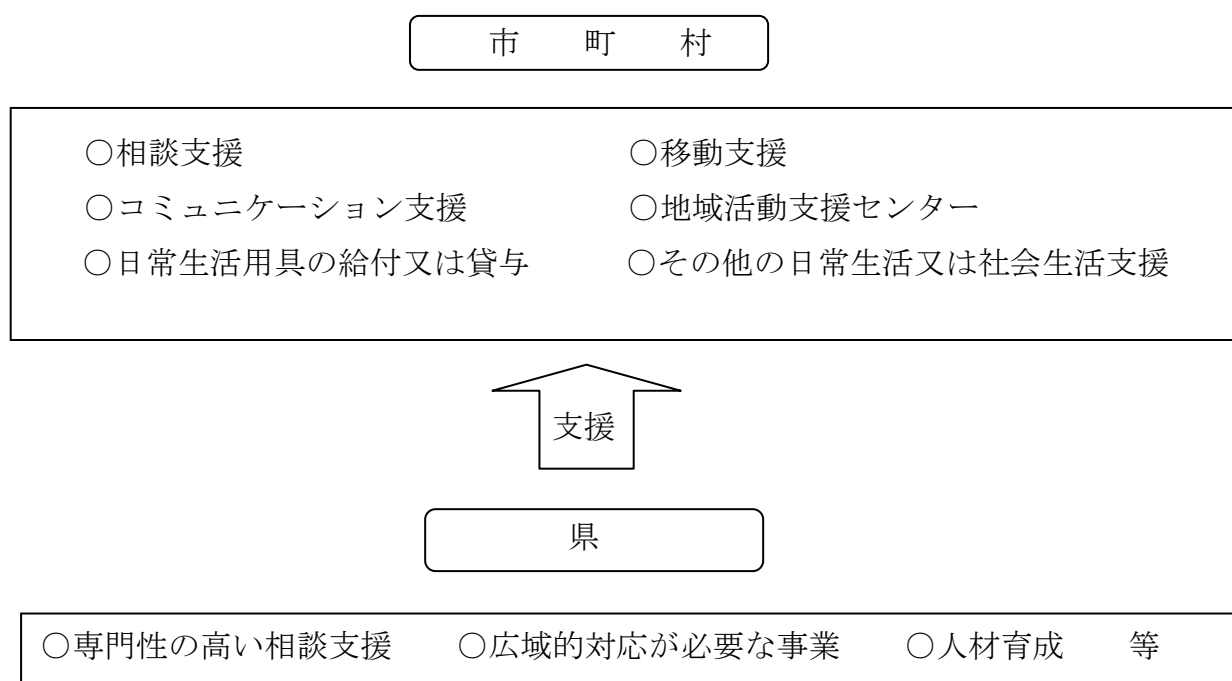 市　町　村
○相談支援　○移動支援
○コミュニケーション支援　○地域活動支援センター
○日常生活用具の給付又は貸与　○その他の日常生活又は社会生活支援
支援
県
○専門性の高い相談支援　○広域的対応が必要な事業　○人材育成　等